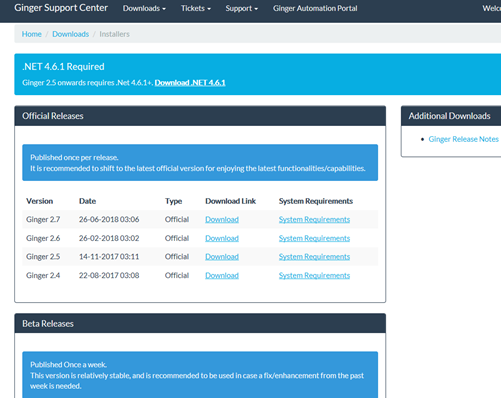 Ginger Support Center Downloads Tickets Support Ginger Automation Portal
Home / Downloads / Installers
.NET 4.6.1 Required
Ginger 2.5 onwards requires .Net 4.6.1+. Download .NET 4.6.1
Official Releases
Published once per release.
It is recommended to shift to the latest official version for enjoying the latest functionalities/capabilities.
Version Date Type Download Link System Requirements
Ginger 2.7 26-06-2018 03:06 Official Download System Requirements
Ginger 2.6 26-02-2018 03:02 Official Download System Requirements
Ginger 2.5 14-11-2017 03:11 Official Download System Requirements
Ginger 2.4 22-08-2017 03:08 Official Download System Requirements
Additional Downloads
Ginger Release Notes
Beta Releases
Published Once a week.
This version is relatively stable, and is recommended to be used in case a fix/enhancement from the past
week is needed.